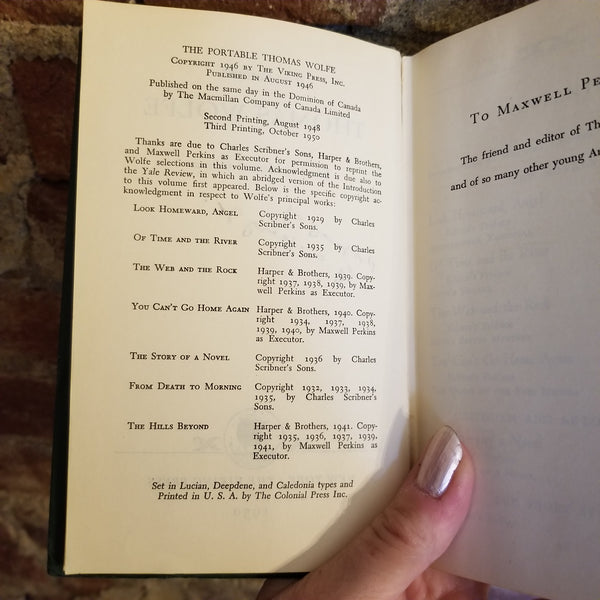 THE PORTABLE THOMAS WOLFE
COPYRIGHT 1946 BY THE VIKING PRESS, INC.
PUBLISHED IN AUGUST 1946
Published on the same day in the Dominion of Canada
by The Macmillan Company of Canada Limited
Second Printing, August 1948
Third Printing, October 1950
Thanks are due to Charles Scribner's Sons, Harper & Brothers,
and Maxwell Perkins as Executor for permission to reprint the
Wolfe selections in this volume. Acknowledgment is due also to
the Yale Review, in which an abridged version of the Introduction
to this volume first appeared. Below is the specific copyright ac-
knowledgment in respect to Wolfe's principal works:
LOOK HOMEWARD, ANGEL Copyright 1929 by Charles
Scribner's Sons.
OF TIME AND THE RIVER Copyright 1935 by Charles
Scribner's Sons.
THE WEB AND THE ROCK Harper & Brothers, 1939. Copy-
right 1937, 1938, 1939, by Max-
well Perkins as Executor.
YOU CAN'T GO HOME AGAIN Harper & Brothers, 1940. Copy-
right 1934, 1937, 1938,
1939, 1940, by Maxwell Perkins
as Executor.
THE STORY OF A NOVEL Copyright 1936 by Charles
Scribner's Sons.
FROM DEATH TO MORNING Copyright 1932, 1933, 1934,
1935, by Charles Scribner's
Sons.
THE HILLS BEYOND Harper & Brothers, 1941. Copy-
right 1935, 1936, 1937, 1939,
1941, by Maxwell Perkins as
Executor.
Set in Lucian, Deepdene, and Caledonia types and
Printed in U. S. A. by The Colonial Press Inc.
TO MAXWELL PE
The friend and editor of Th
and of so many other young Am